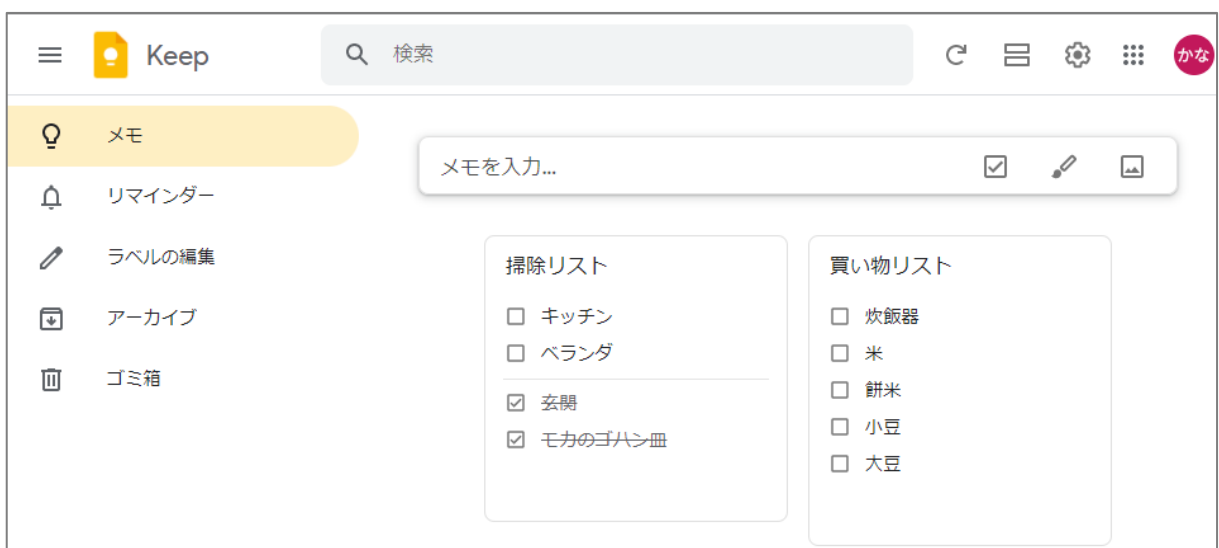 Keep
検索
かな
メモ
リマインダー
ラベルの編集
アーカイブ
ゴミ箱
メモを入力...
掃除リスト
キッチン
ベランダ
玄関
モカのゴハン皿
買い物リスト
炊飯器
米
餅米
小豆
大豆